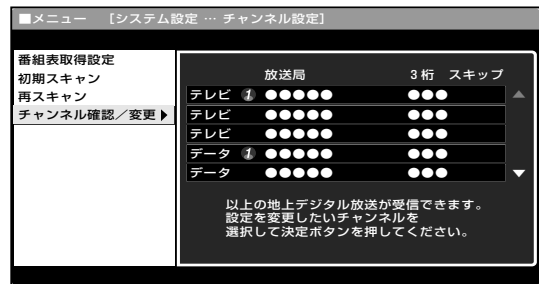 ■メニュー [システム設定 … チャンネル設定]
番組表取得設定
初期スキャン
再スキャン
チャンネル確認／変更▶
放送局 3桁 スキップ
テレビ 1 ●●●●● ●●●
テレビ ●●●●● ●●●
テレビ ●●●●● ●●●
データ 1 ●●●●● ●●●
データ ●●●●● ●●●
以上の地上デジタル放送が受信できます。
設定を変更したいチャンネルを
選択して決定ボタンを押してください。